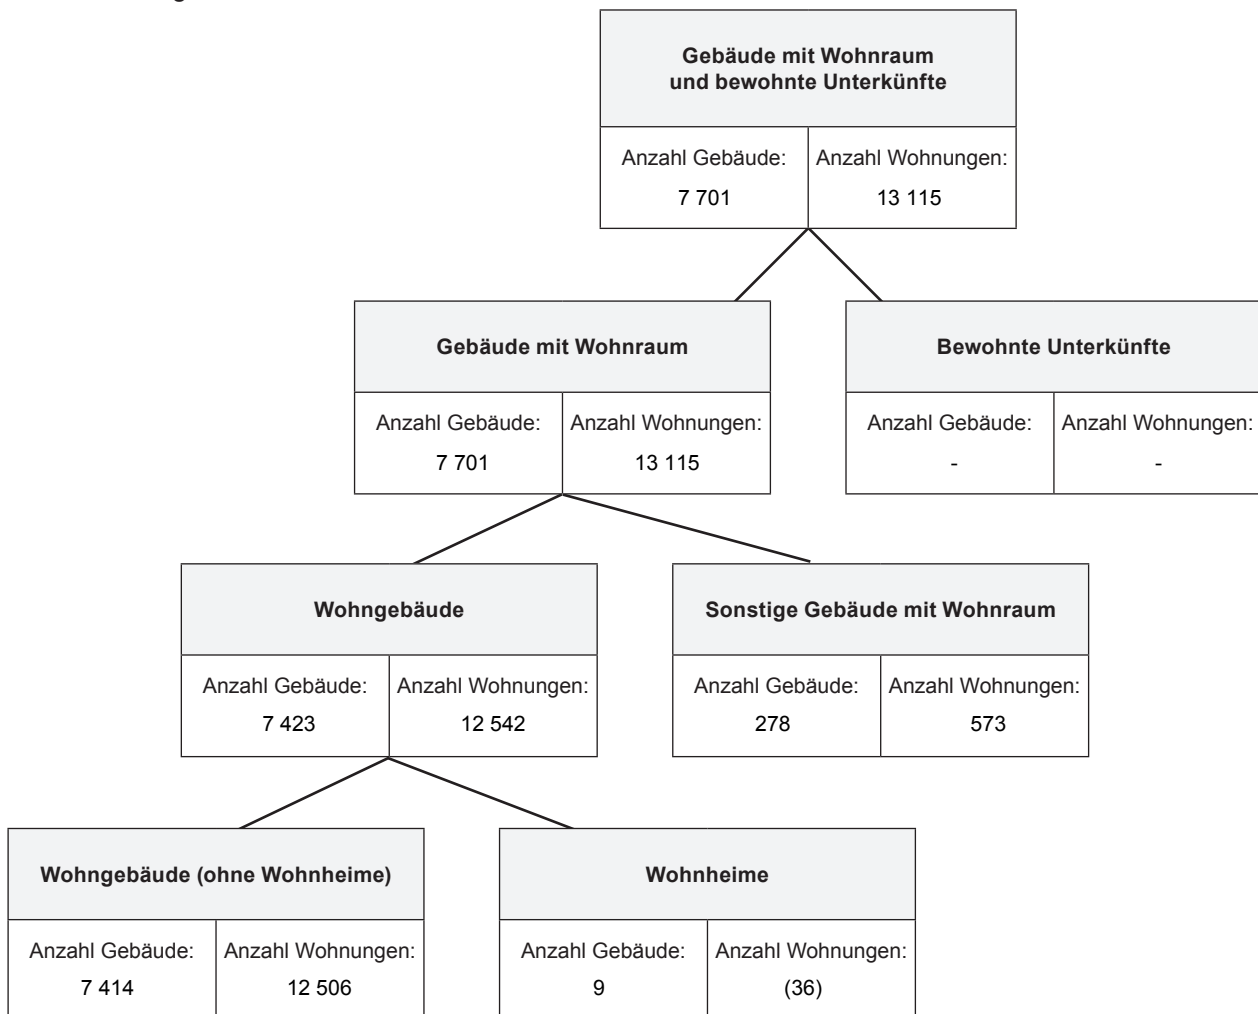 Gebäude mit Wohnraum
und bewohnte Unterkünfte
Anzahl Gebäude: Anzahl Wohnungen:
7 701 13 115
Gebäude mit Wohnraum Bewohnte Unterkünfte
Anzahl Gebäude: Anzahl Wohnungen: Anzahl Gebäude: Anzahl Wohnungen:
7 701 13 115 - -
Wohngebäude Sonstige Gebäude mit Wohnraum
Anzahl Gebäude: Anzahl Wohnungen: Anzahl Gebäude: Anzahl Wohnungen:
7 423 12 542 278 573
Wohngebäude (ohne Wohnheime) Wohnheime
Anzahl Gebäude: Anzahl Wohnungen: Anzahl Gebäude: Anzahl Wohnungen:
7 414 12 506 9 (36)